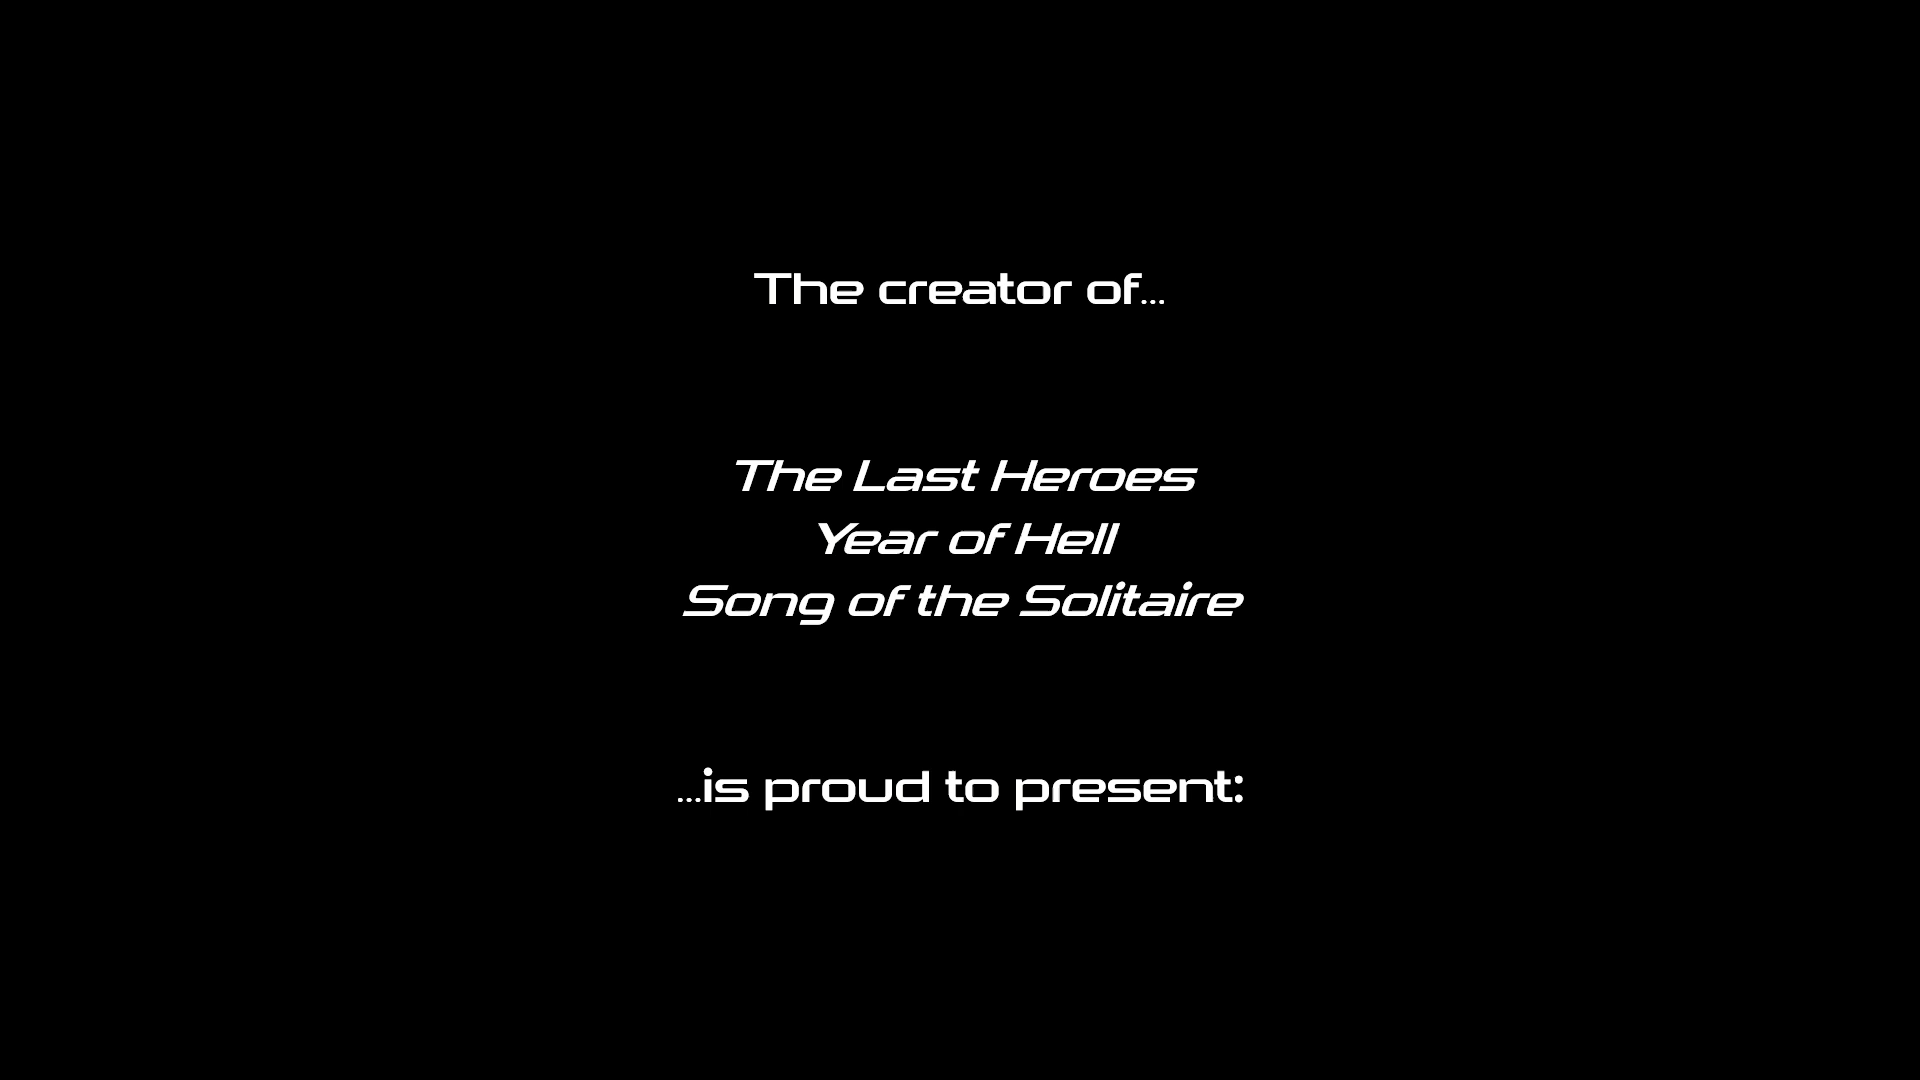 The creator of...
The Last Heroes
Year of Hell
Song of the Solitaire
...is proud to present: